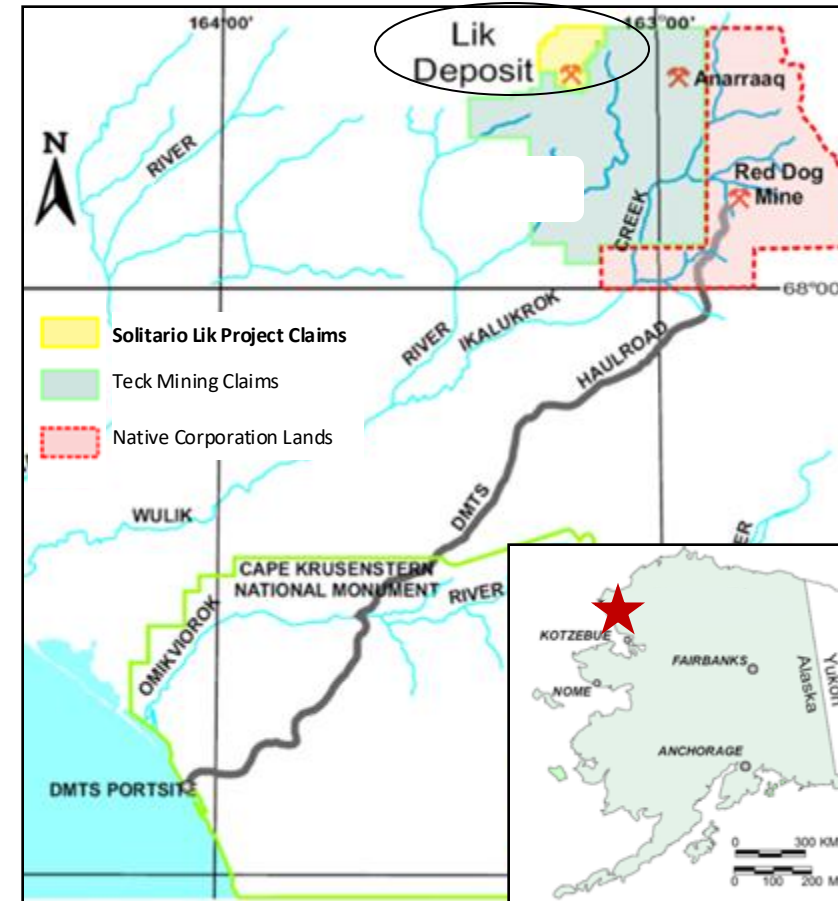 164°00'
163°00'
Lik
Deposit
Anarraaq
N
RIVER
Red Dog
Mine
CREEK
68°00
Solitario Lik Project Claims
RIVER
IKALUKROK
HAULROAD
Teck Mining Claims
Native Corporation Lands
DMTS
WULIK
ER
CAPE KRUSENSTERN
NATIONAL MONUMENT
RIVER
OMIKVIOROK
KOTZEBUE
FAIRBANKS
Alaska
Yukon
NOME
ANCHORAGE
DMTS PORTSITE
0 300 KM
0 100 200 M